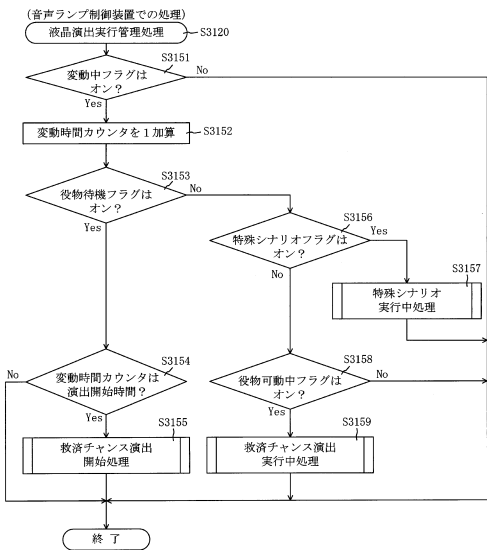 (音声ランプ制御装置での処理)
液晶演出実行管理処理
S3120
S3151
変動中フラグは
オン？
No
Yes
変動時間カウンタを１加算
S3152
S3153
役物待機フラグは
オン？
No
Yes
S3156
特殊シナリオフラグは
オン？
Yes
No
S3157
特殊シナリオ
実行中処理
S3154
変動時間カウンタは
演出開始時間？
No
Yes
S3158
役物可動中フラグは
オン？
No
Yes
S3155
救済チャンス演出
開始処理
S3159
救済チャンス演出
実行中処理
終 了